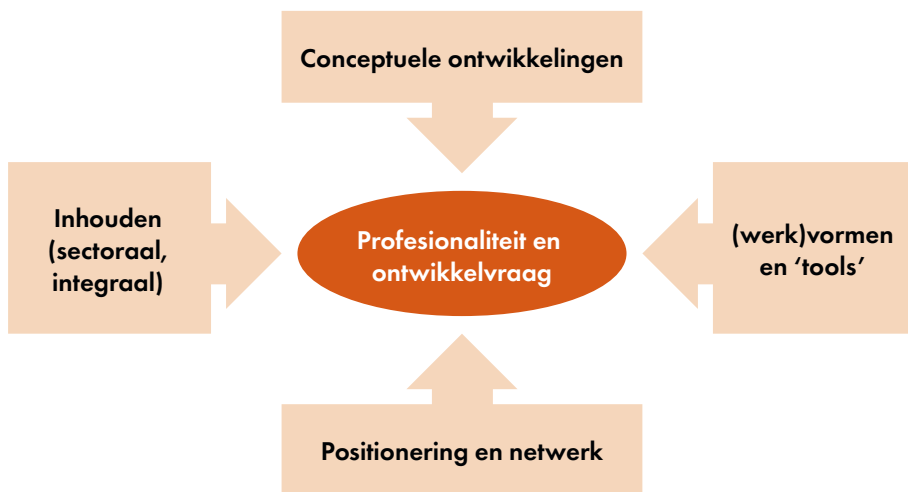 Conceptuele ontwikkelingen
Inhouden
(sectoraal,
integraal)
Profesionaliteit en
ontwikkelvraag
(werk)vormen
en ‘tools’
Positionering en netwerk